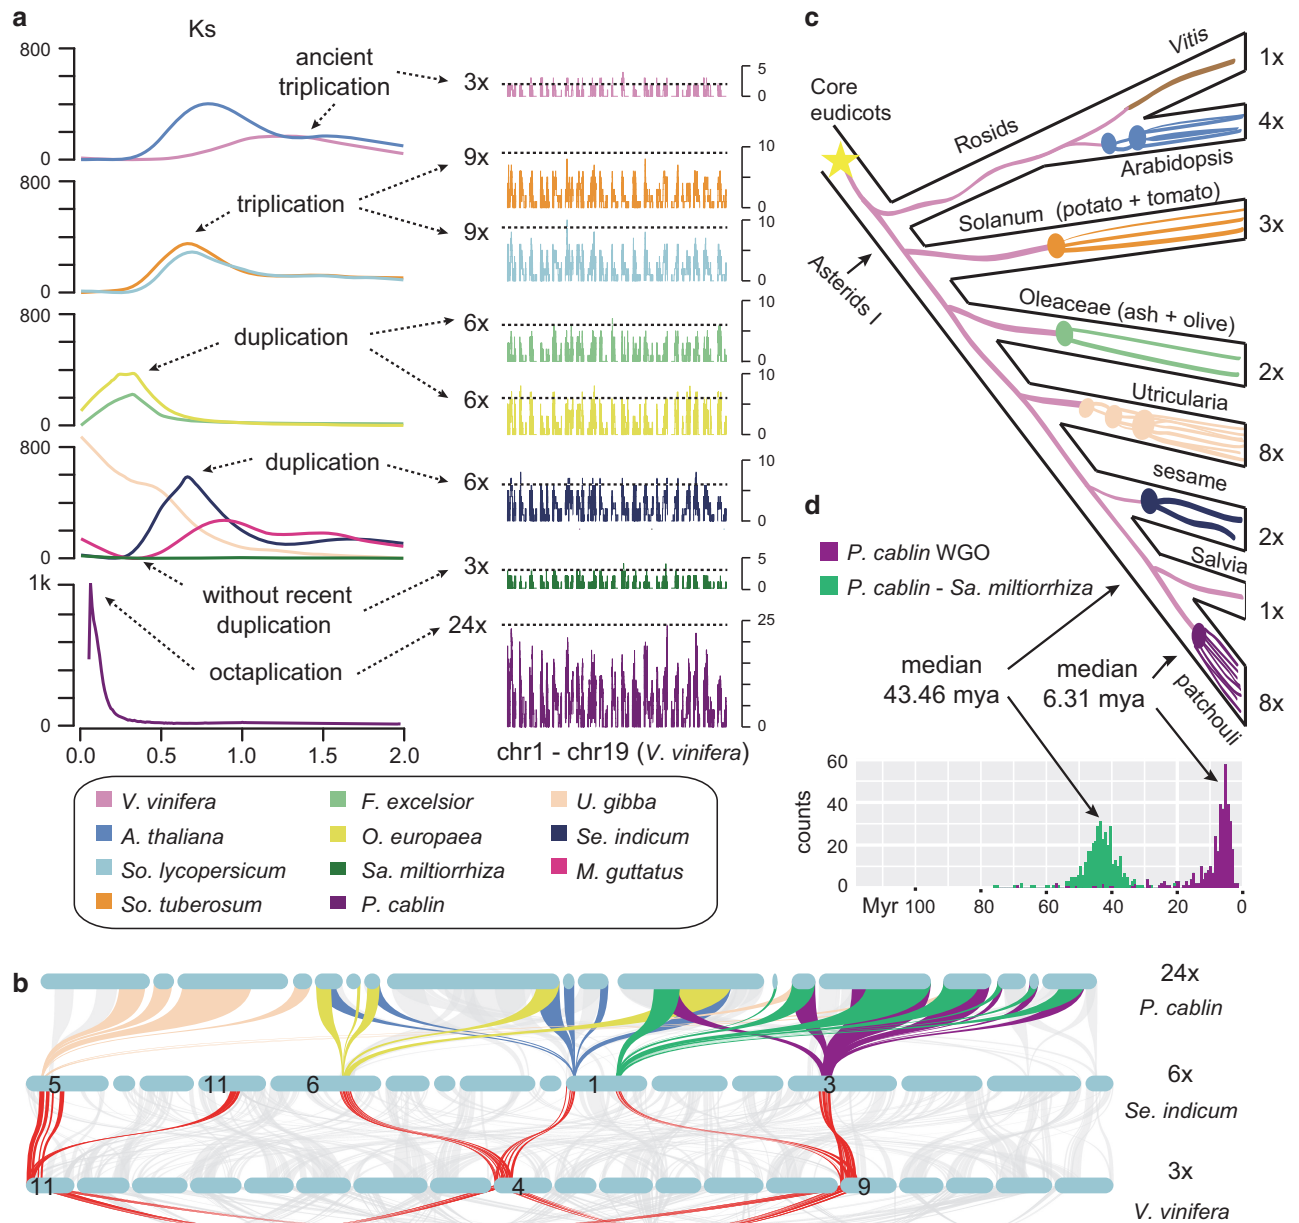 a
Ks
800
0
800
0
800
0
800
0
1k
0
0.0 0.5 1.0 1.5 2.0
ancient
triplication
triplication
duplication
duplication
without recent
duplication
octaplication
3x
5
0
9x
10
0
9x
10
0
6x
10
0
6x
10
0
6x
10
0
3x
5
0
24x
25
0
chr1 - chr19 (V. vinifera)
V. vinifera
A. thaliana
So. lycopersicum
So. tuberosum
F. excelsior
O. europaea
Sa. miltiorrhiza
P. cablin
U. gibba
Se. indicum
M. guttatus
c
Core
eudicots
Rosids
Asterids I
Vitis
1x
Arabidopsis
4x
Solanum (potato + tomato)
3x
Oleaceae (ash + olive)
2x
Utricularia
8x
sesame
2x
Salvia
1x
patchouli
8x
d
P. cablin WGO
P. cablin - Sa. miltiorrhiza
median
43.46 mya
median
6.31 mya
counts
60
40
20
0
Myr 100 80 60 40 20 0
b
24x
P. cablin
5 11 6 1 3
6x
Se. indicum
11 4 9
3x
V. vinifera